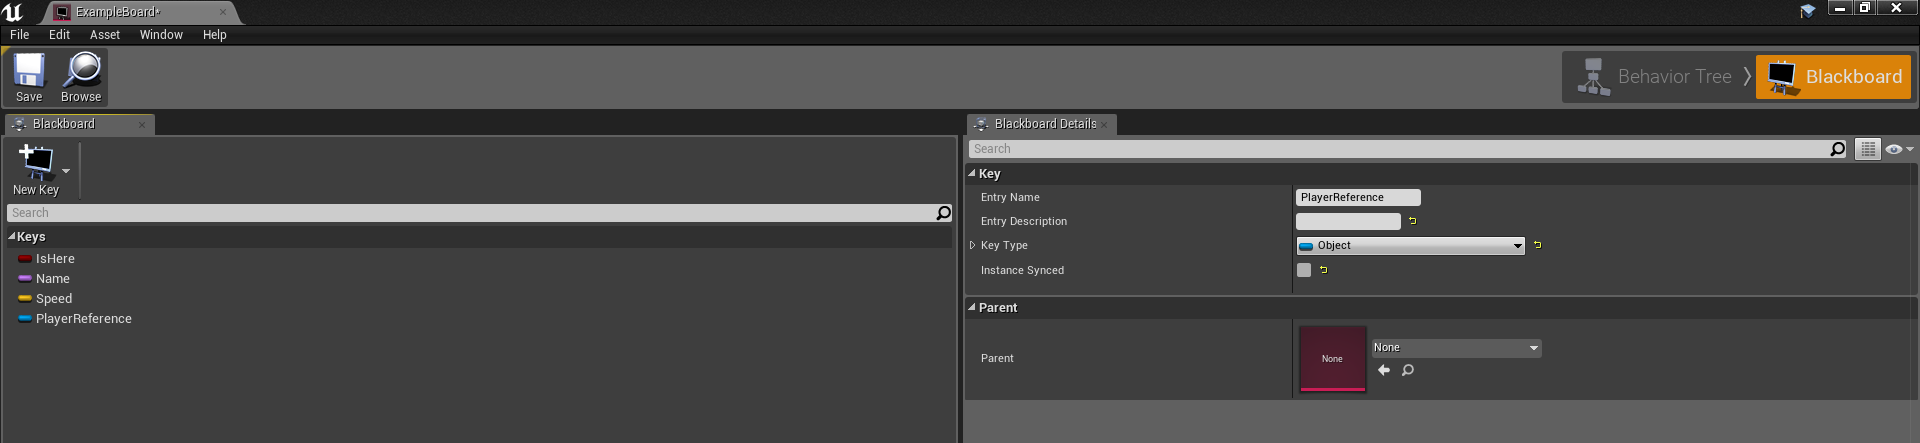 ExampleBoard*
File Edit Asset Window Help
Save Browse
Behavior Tree Blackboard
Blackboard
New Key
Search
Keys
IsHere
Name
Speed
PlayerReference
Blackboard Details
Search
Key
Entry Name PlayerReference
Entry Description
Key Type Object
Instance Synced
Parent
Parent None None